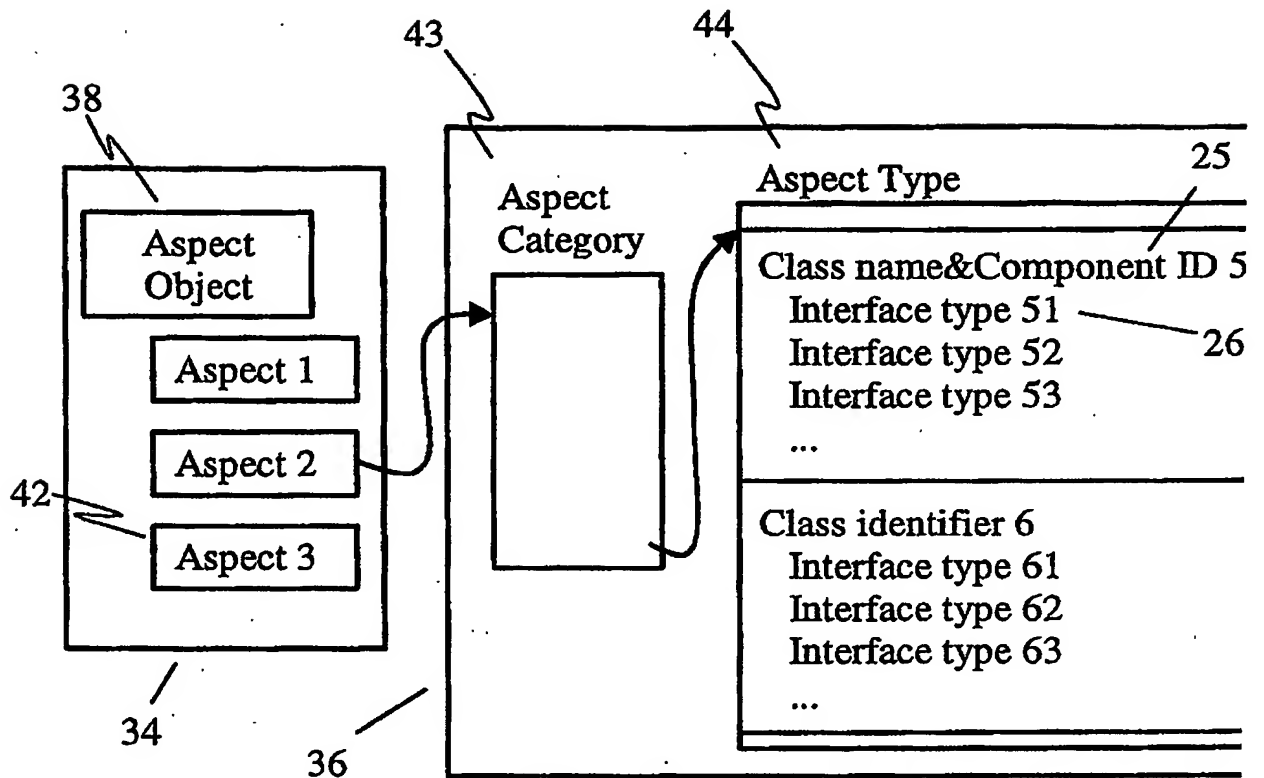 43
44
38
25
Aspect Type
Aspect
Category
Aspect
Object
Class name&Component ID 5
Interface type 51
26
Interface type 52
Interface type 53
...
Aspect 1
Aspect 2
42
Aspect 3
Class identifier 6
Interface type 61
Interface type 62
Interface type 63
...
34
36